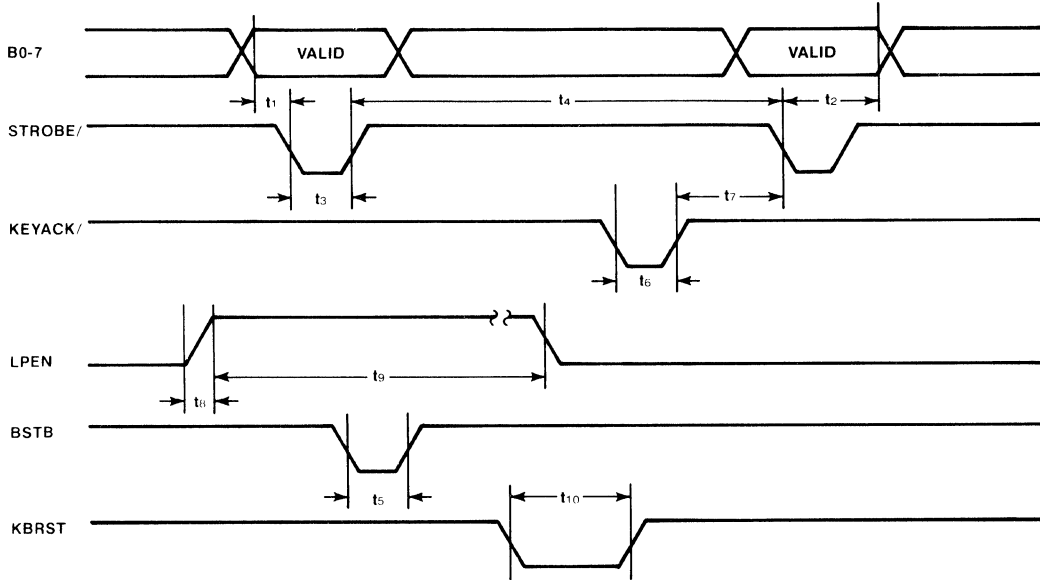 B0-7
VALID
VALID
t1
t4
t2
STROBE/
t3
t7
KEYACK/
t6
LPEN
t9
t8
BSTB
t5
t10
KBRST